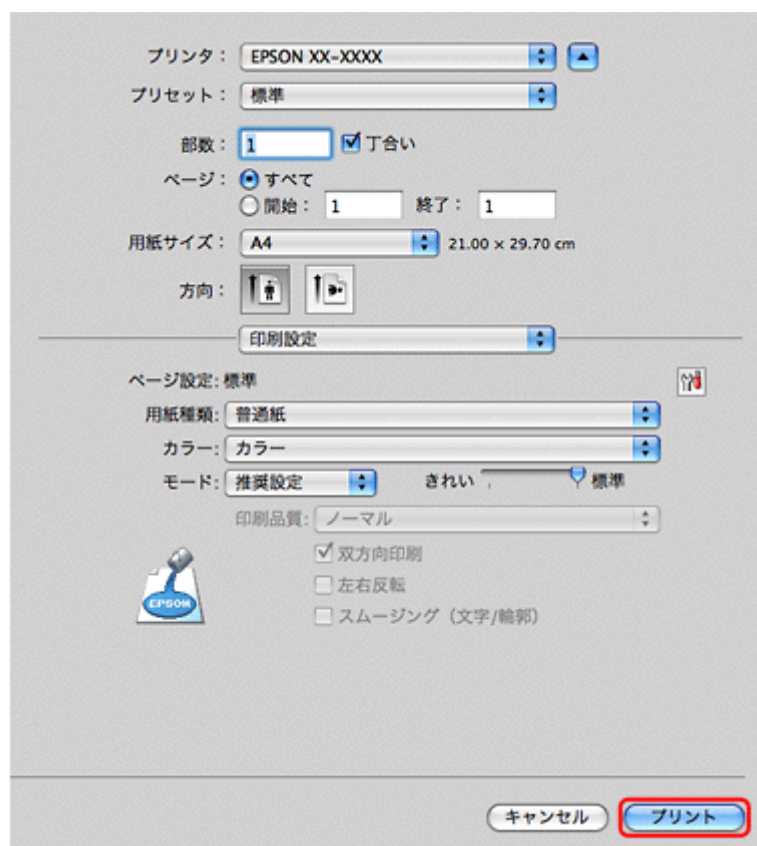 プリンタ： EPSON XX-XXXX
プリセット： 標準
部数： 1 丁合い
ページ： すべて
開始： 1 終了： 1
用紙サイズ： A4 21.00 × 29.70 cm
方向：
印刷設定
ページ設定: 標準
用紙種類: 普通紙
カラー: カラー
モード: 推奨設定 きれい 標準
印刷品質: ノーマル
双方向印刷
左右反転
EPSON
スムージング（文字/輪郭）
キャンセル プリント